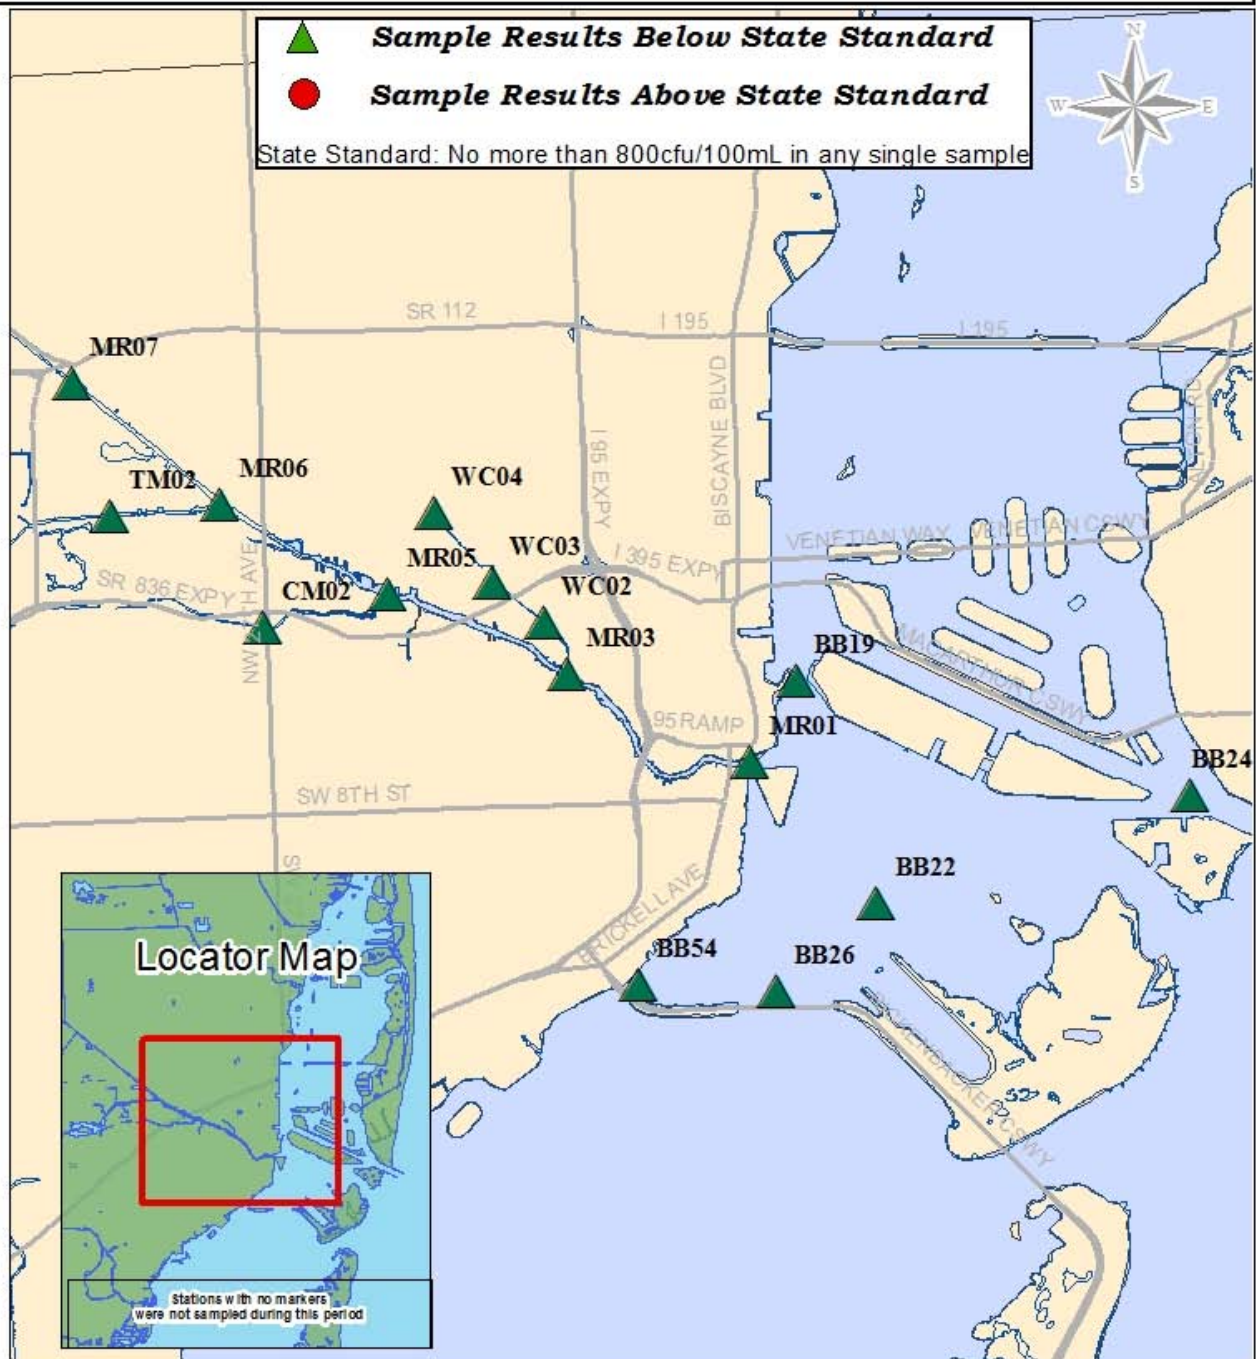 Sample Results Below State Standard
Sample Results Above State Standard
State Standard: No more than 800cfu/100mL in any single sample
N
W E
S
SR 112
I 195
I 195
MR07
BISCAYNE BLVD
ALTON RD
I 95 EXPY
TM02
MR06
WC04
VENETIAN WAY
VENETIAN CSWY
MR05
WC03
I 395 EXPY
SR 836 EXPY
CM02
WC02
NW
AVE
MR03
BB19
MACARTHUR CSWY
95 RAMP
MR01
BB24
SW 8TH ST
BB22
BRICKELL AVE
BB54
BB26
CSWY
Locator Map
Stations with no markers
were not sampled during this period